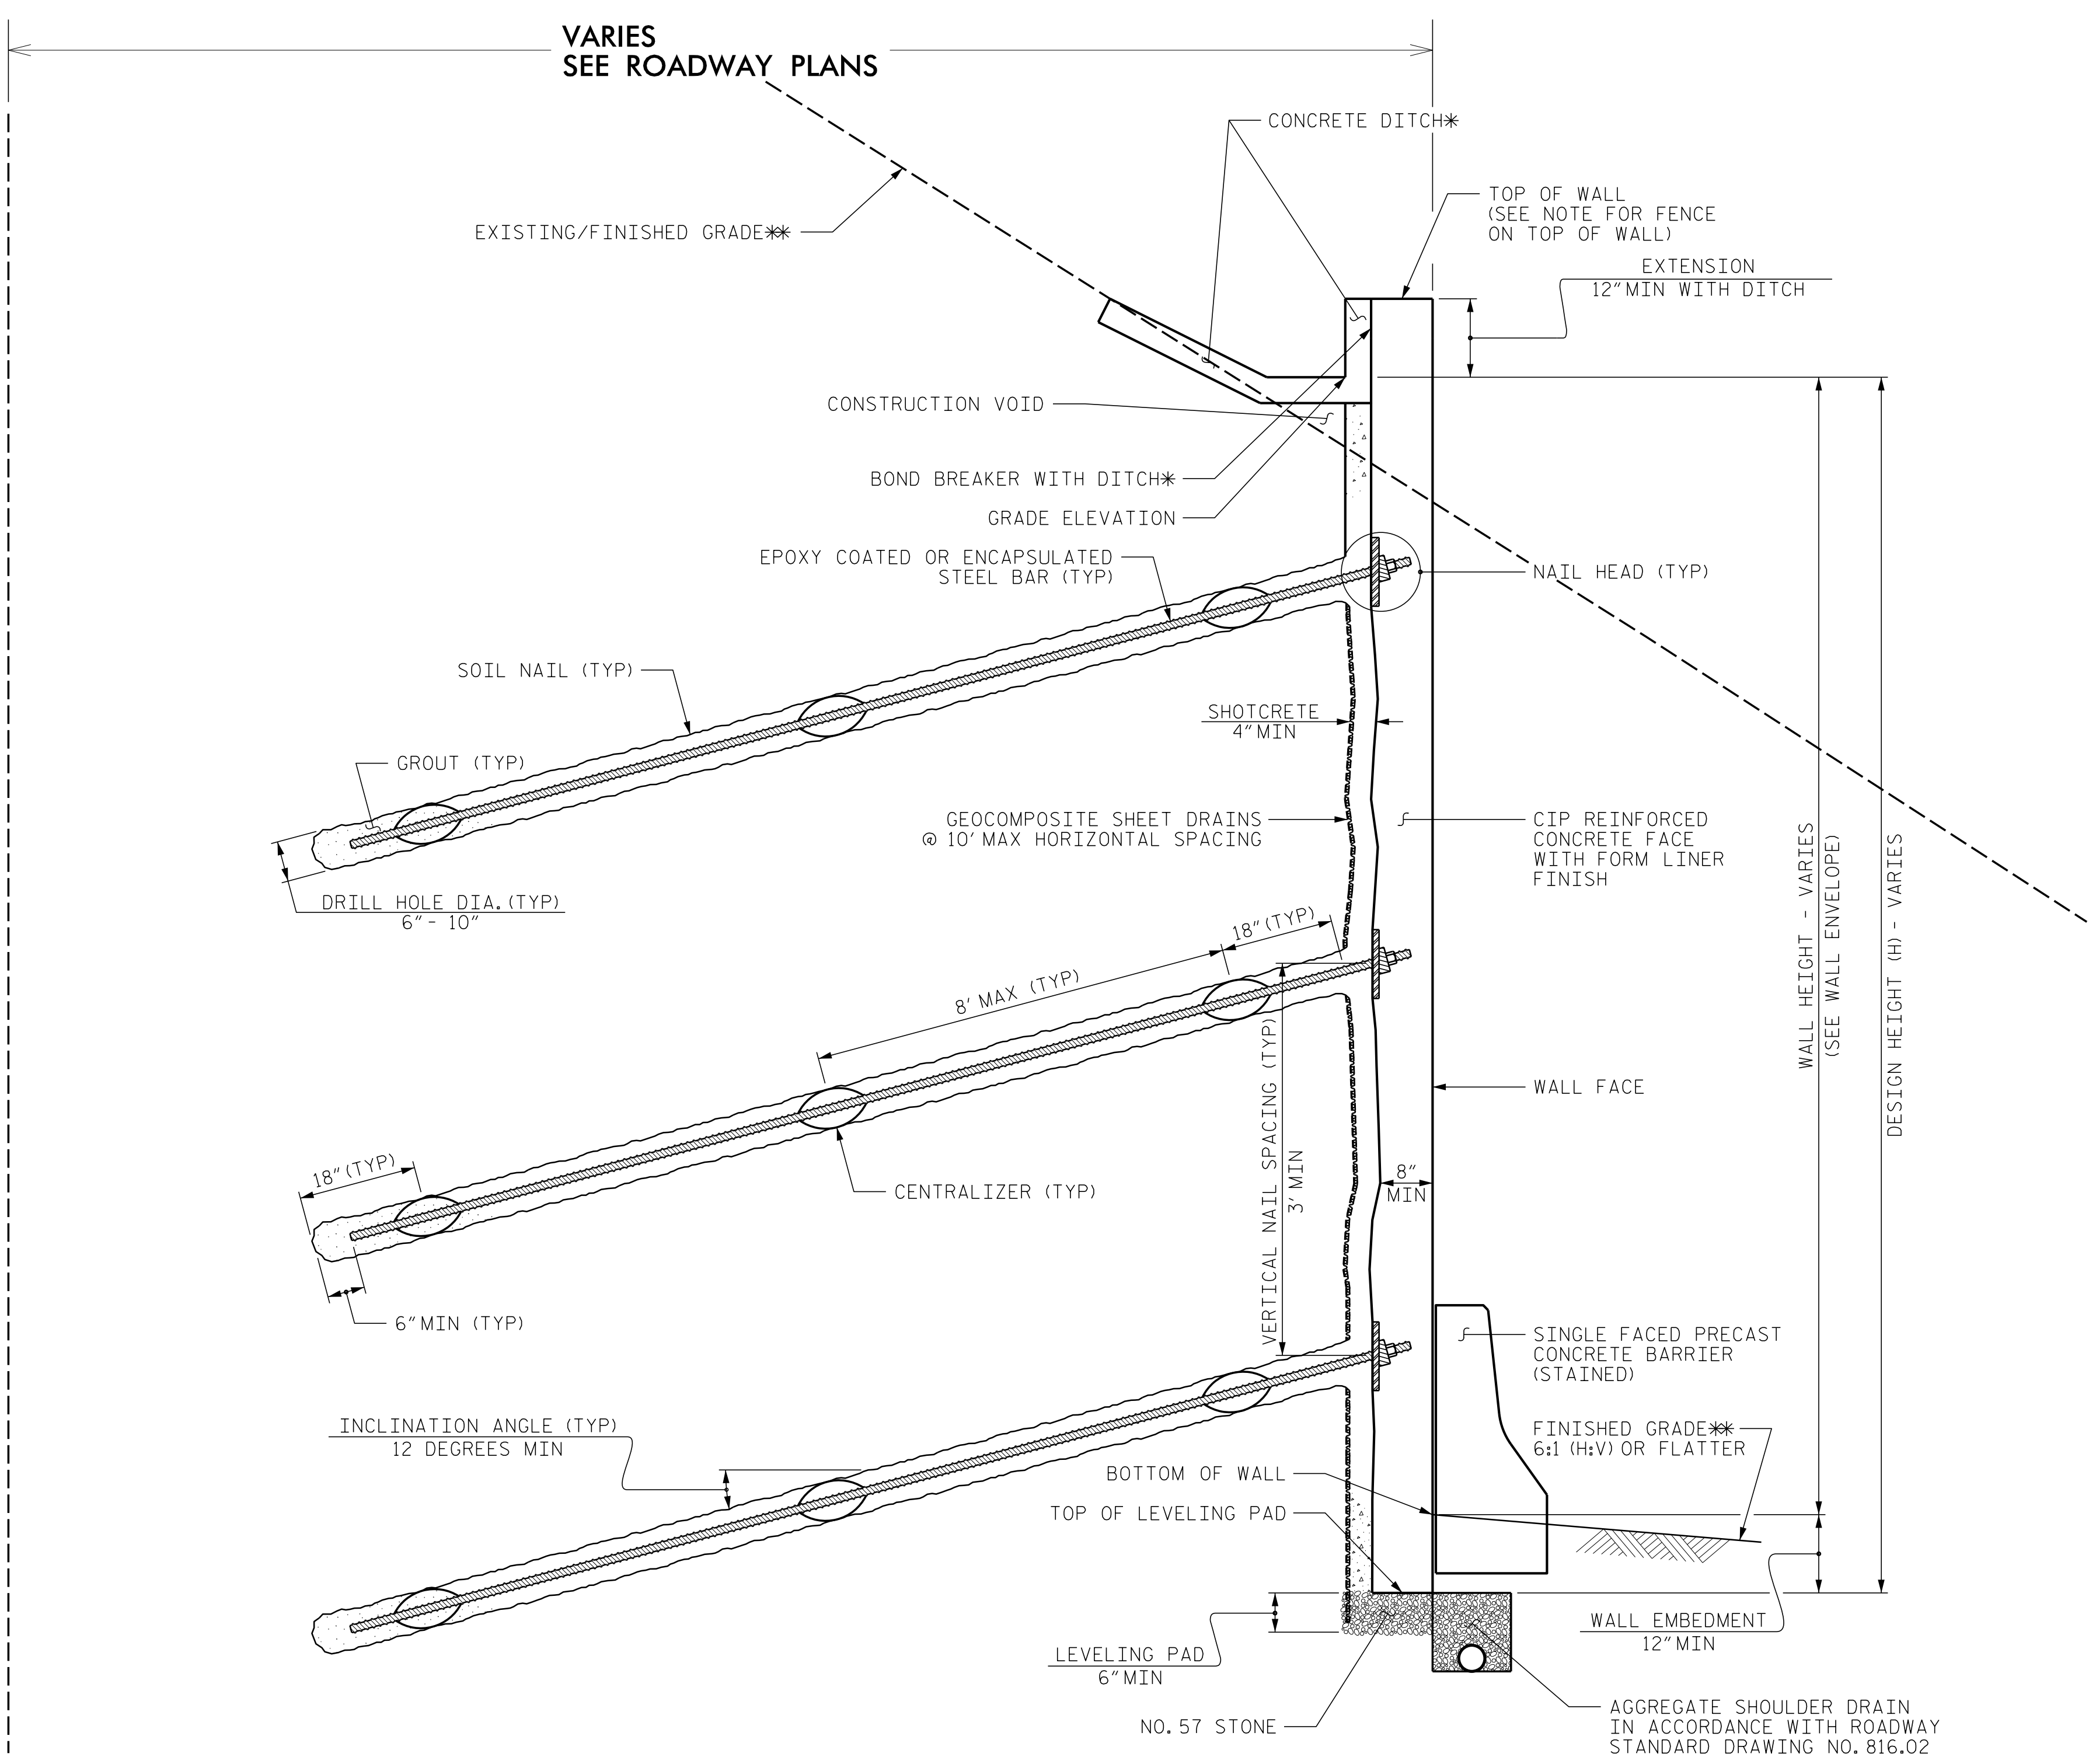 VARIES
SEE ROADWAY PLANS
CONCRETE DITCH*
TOP OF WALL
(SEE NOTE FOR FENCE
ON TOP OF WALL)
EXISTING/FINISHED GRADE**
EXTENSION
12" MIN WITH DITCH
CONSTRUCTION VOID
BOND BREAKER WITH DITCH*
GRADE ELEVATION
EPOXY COATED OR ENCAPSULATED
STEEL BAR (TYP)
NAIL HEAD (TYP)
SOIL NAIL (TYP)
SHOTCRETE
4" MIN
GROUT (TYP)
GEOCOMPOSITE SHEET DRAINS
@ 10' MAX HORIZONTAL SPACING
CIP REINFORCED
CONCRETE FACE
WITH FORM LINER
FINISH
WALL HEIGHT - VARIES
(SEE WALL ENVELOPE)
DESIGN HEIGHT (H) - VARIES
DRILL HOLE DIA. (TYP)
6" - 10"
18" (TYP)
8' MAX (TYP)
VERTICAL NAIL SPACING (TYP)
3' MIN
WALL FACE
18" (TYP)
CENTRALIZER (TYP)
8"
MIN
6" MIN (TYP)
SINGLE FACED PRECAST
CONCRETE BARRIER
(STAINED)
INCLINATION ANGLE (TYP)
12 DEGREES MIN
FINISHED GRADE**
6:1 (H:V) OR FLATTER
BOTTOM OF WALL
TOP OF LEVELING PAD
WALL EMBEDMENT
12" MIN
LEVELING PAD
6" MIN
NO. 57 STONE
AGGREGATE SHOULDER DRAIN
IN ACCORDANCE WITH ROADWAY
STANDARD DRAWING NO. 816.02